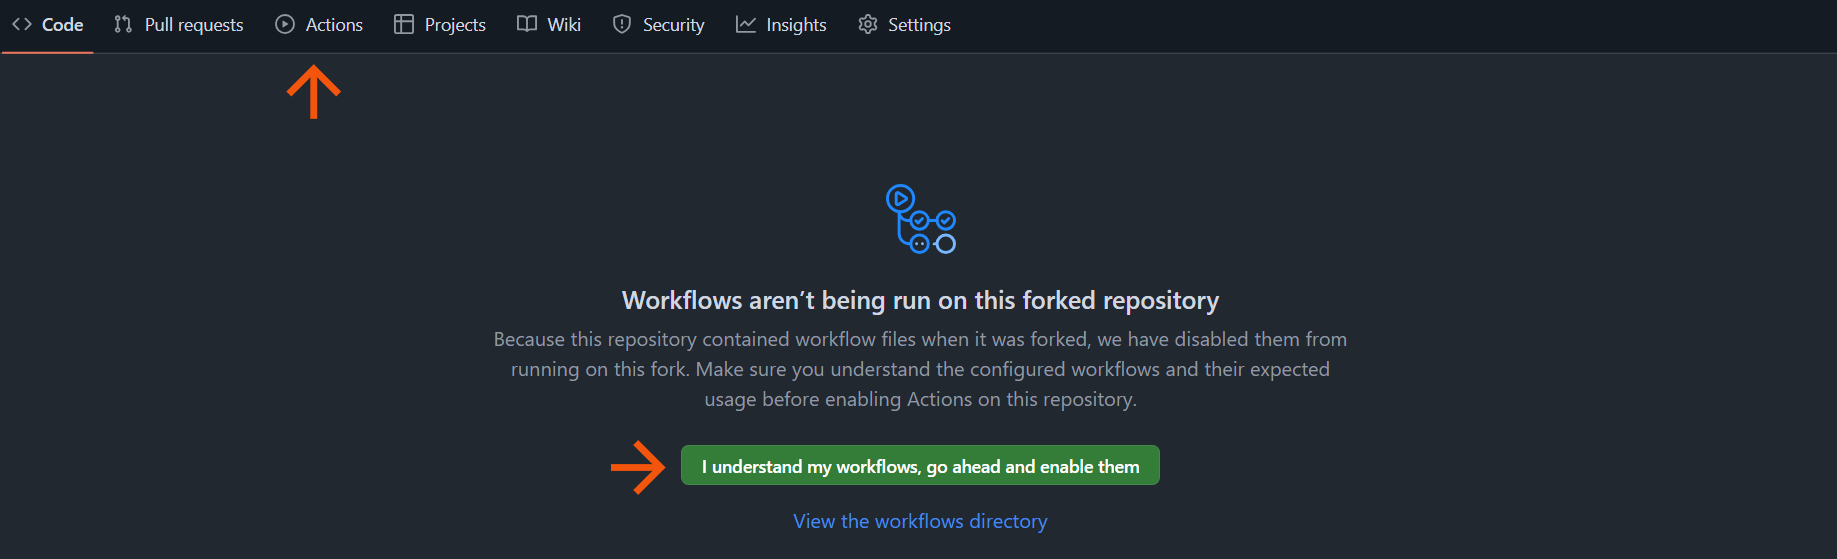 Code Pull requests Actions Projects Wiki Security Insights Settings
Workflows aren’t being run on this forked repository
Because this repository contained workflow files when it was forked, we have disabled them from
running on this fork. Make sure you understand the configured workflows and their expected
usage before enabling Actions on this repository.
I understand my workflows, go ahead and enable them
View the workflows directory